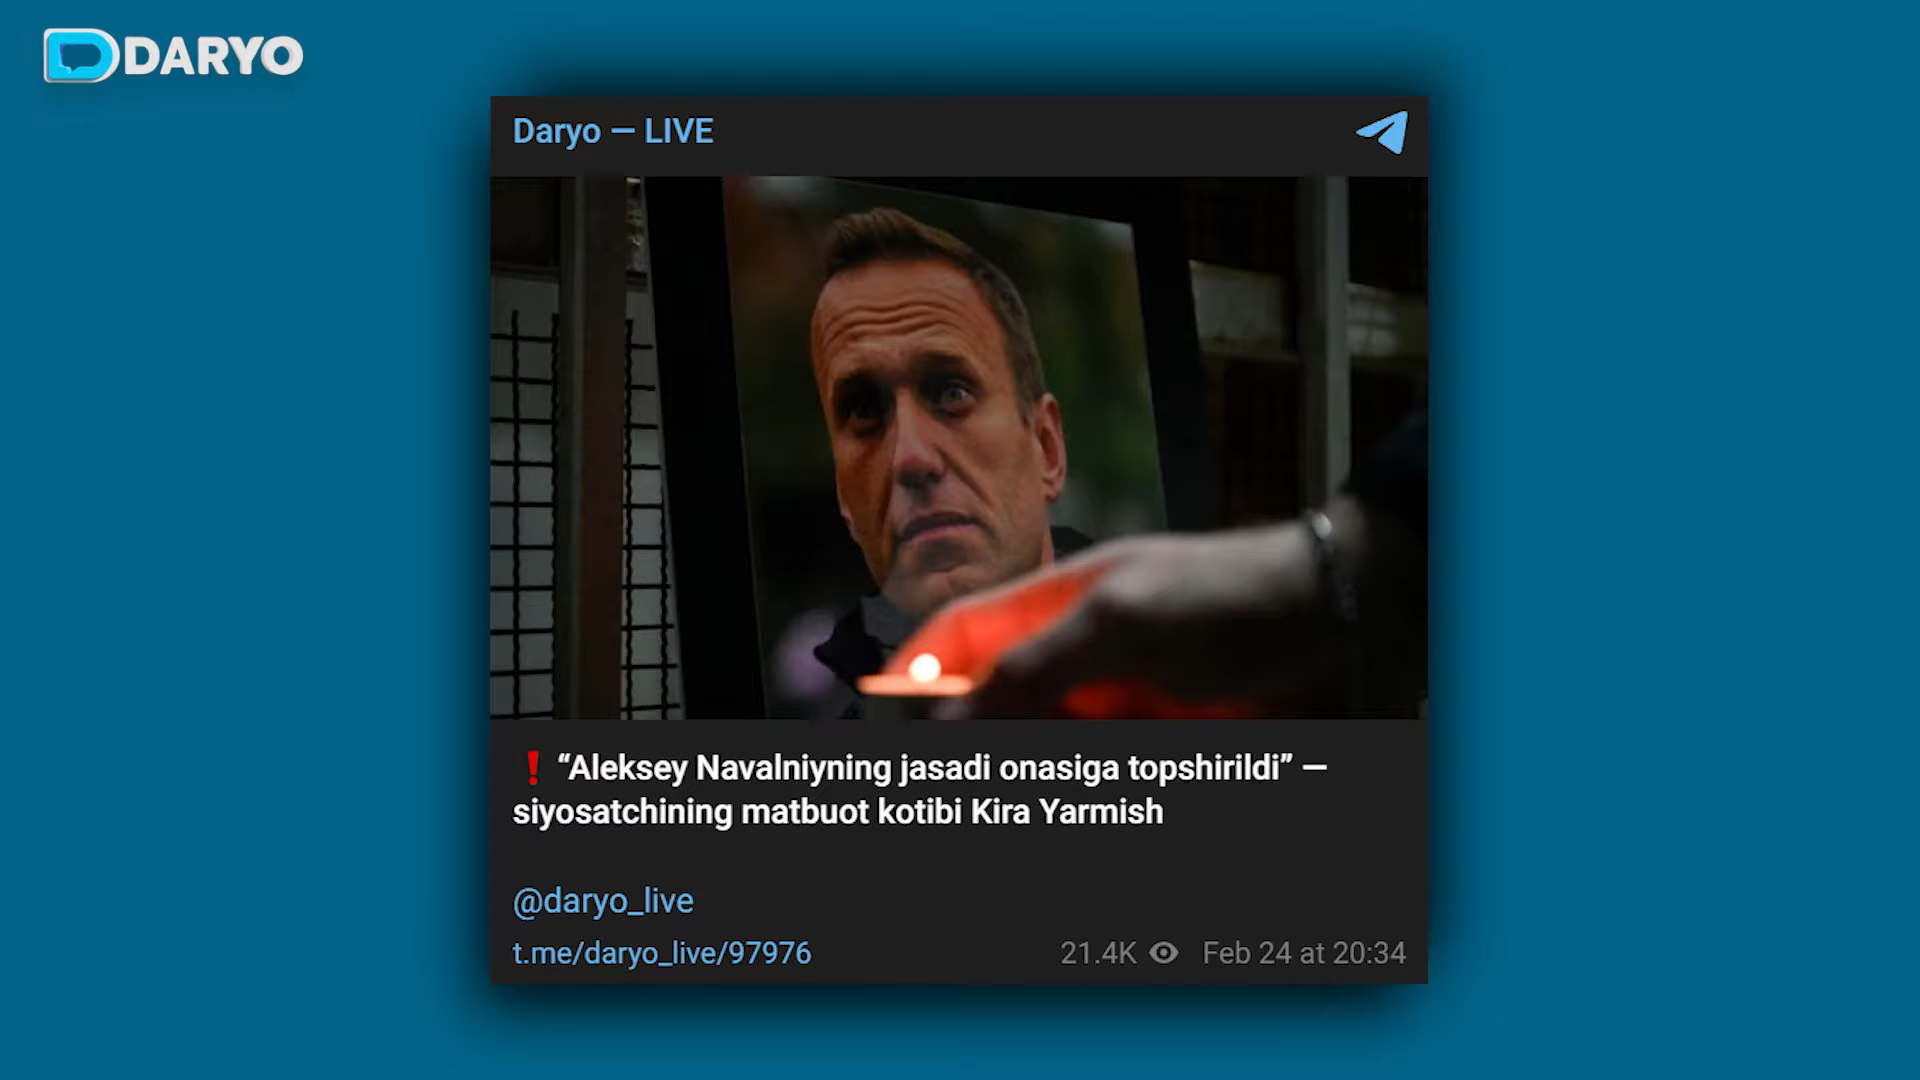 DARYO
Daryo — LIVE
❗ “Aleksey Navalniyning jasadi onasiga topshirildi” —
siyosatchining matbuot kotibi Kira Yarmish
@daryo_live
t.me/daryo_live/97976
21.4K Feb 24 at 20:34